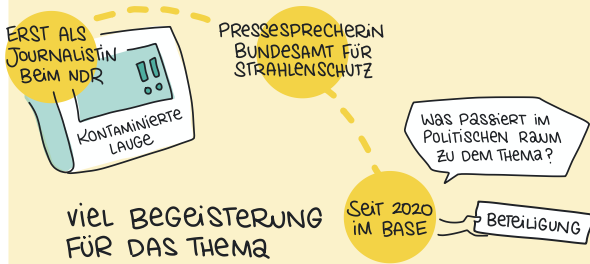 ERST ALS
JOURNALISTIN
BEIM NDR
!!
KONTAMINIERTE
LAUGE
PRESSESPRECHERIN
BUNDESAMT FÜR
STRAHLENSCHUTZ
WAS PASSIERT IM
POLITISCHEN RAUM
ZU DEM THEMA?
SEIT 2020
IM BASE
BETEILIGUNG
VIEL BEGEISTERUNG
FÜR DAS THEMA